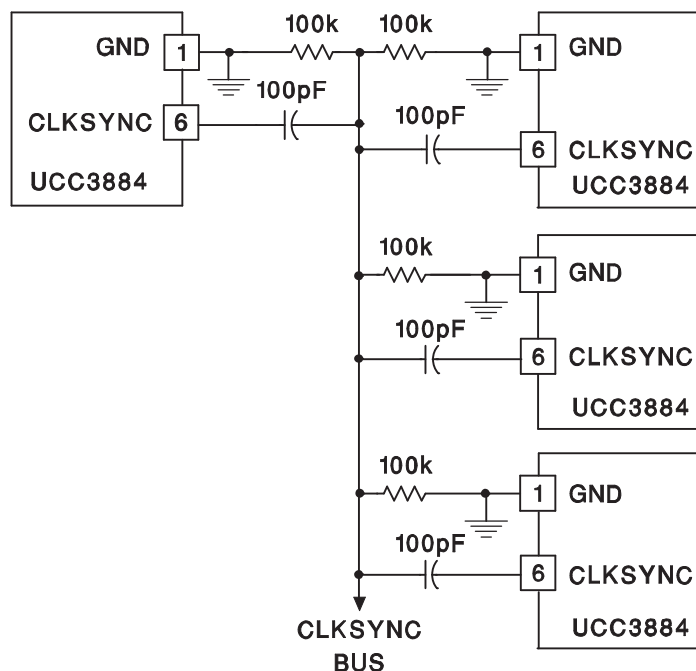 GND 1 100k 100k 1 GND
100pF
CLKSYNC 6 100pF 6 CLKSYNC
UCC3884 UCC3884
100k 1 GND
100pF 6 CLKSYNC
UCC3884
100k 1 GND
100pF 6 CLKSYNC
CLKSYNC
BUS UCC3884